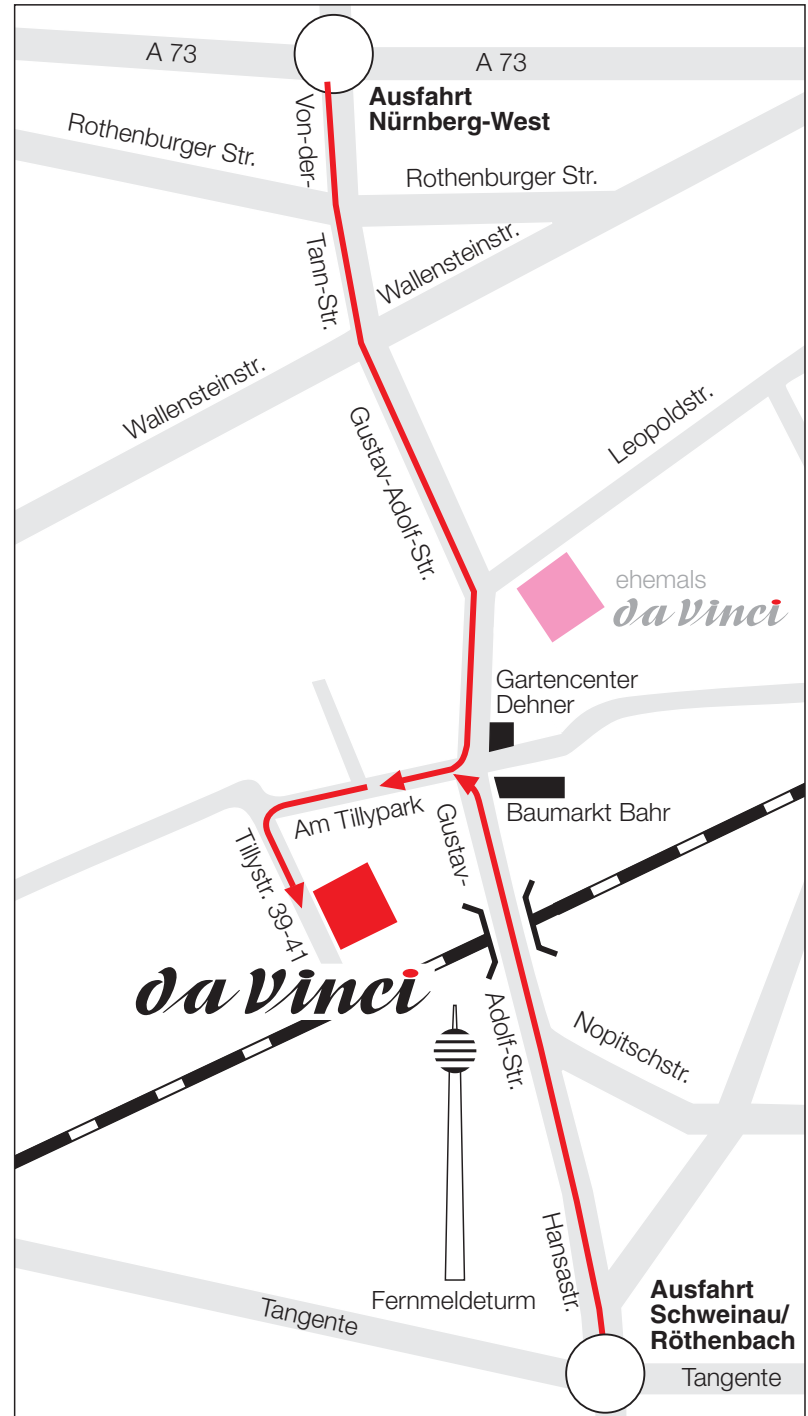 A 73
A 73
Ausfahrt
Nürnberg-West
Von-der-
Tann-Str.
Rothenburger Str.
Rothenburger Str.
Wallensteinstr.
Wallensteinstr.
Gustav-Adolf-Str.
Leopoldstr.
ehemals
da Vinci
Gartencenter
Dehner
Baumarkt Bahr
Am Tillypark
Gustav-
Adolf-Str.
Tillystr. 39-41
da Vinci
Nopitschstr.
Hansastr.
Fernmeldeturm
Tangente
Ausfahrt
Schweinau/
Röthenbach
Tangente